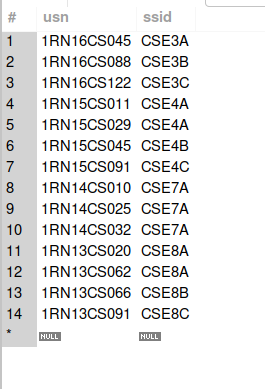 # usn ssid
1 1RN16CS045 CSE3A
2 1RN16CS088 CSE3B
3 1RN16CS122 CSE3C
4 1RN15CS011 CSE4A
5 1RN15CS029 CSE4A
6 1RN15CS045 CSE4B
7 1RN15CS091 CSE4C
8 1RN14CS010 CSE7A
9 1RN14CS025 CSE7A
10 1RN14CS032 CSE7A
11 1RN13CS020 CSE8A
12 1RN13CS062 CSE8A
13 1RN13CS066 CSE8B
14 1RN13CS091 CSE8C
* NULL NULL